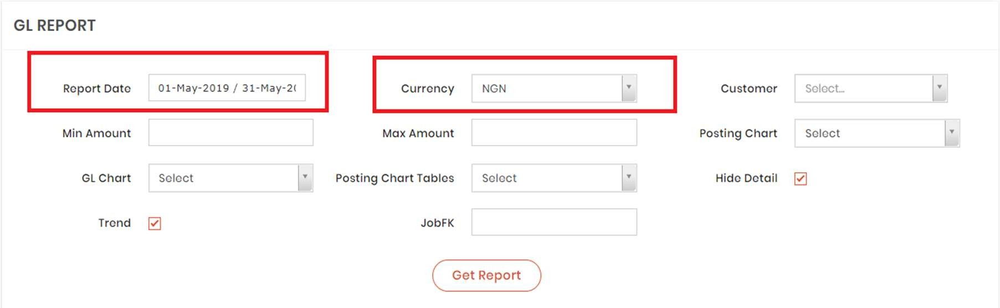 GL REPORT
Report Date 01-May-2019 / 31-May-20 Currency NGN Customer Select...
Min Amount Max Amount Posting Chart Select
GL Chart Select Posting Chart Tables Select Hide Detail
Trend JobFK
Get Report